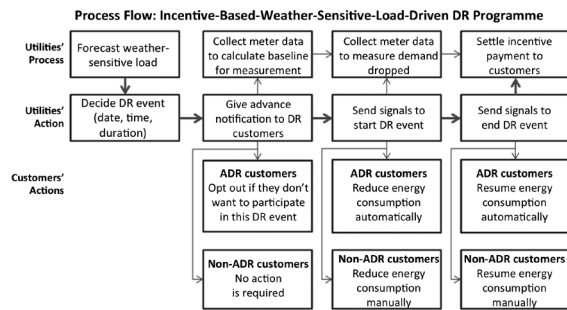 Process Flow: Incentive-Based-Weather-Sensitive-Load-Driven DR Programme
Utilities'
Process
Forecast weather-
sensitive load
Collect meter data
to calculate baseline
for measurement
Collect meter data
to measure demand
dropped
Settle incentive
payment to
customers
Utilities'
Action
Decide DR event
(date, time,
duration)
Give advance
notification to DR
customers
Send signals to
start DR event
Send signals to
end DR event
Customers'
Actions
ADR customers
Opt out if they don't
want to participate
in this DR event
ADR customers
Reduce energy
consumption
automatically
ADR customers
Resume energy
consumption
automatically
Non-ADR customers
No action
is required
Non-ADR customers
Reduce energy
consumption
manually
Non-ADR customers
Resume energy
consumption
manually